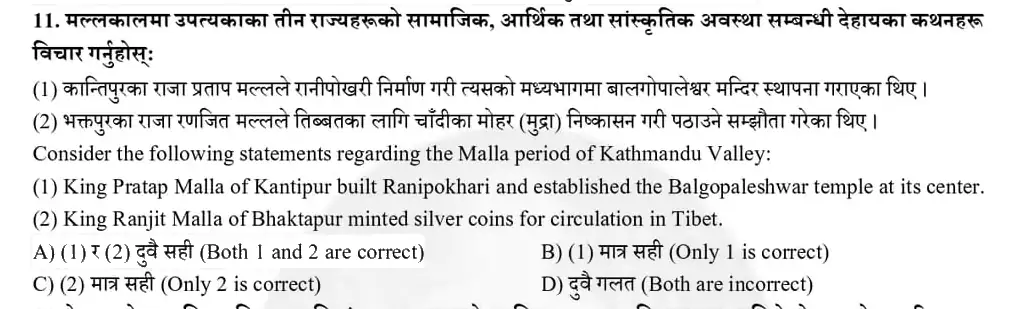 11. मल्लकालमा उपत्यकाका तीन राज्यहरूको सामाजिक, आर्थिक तथा सांस्कृतिक अवस्था सम्बन्धी देहायका कथनहरू
विचार गर्नुहोस्:
(1) कान्तिपुरका राजा प्रताप मल्लले रानीपोखरी निर्माण गरी त्यसको मध्यभागमा बालगोपालेश्वर मन्दिर स्थापना गराएका थिए ।
(2) भक्तपुरका राजा रणजित मल्लले तिब्बतका लागि चाँदीका मोहर (मुद्रा) निष्कासन गरी पठाउने सम्झौता गरेका थिए ।
Consider the following statements regarding the Malla period of Kathmandu Valley:
(1) King Pratap Malla of Kantipur built Ranipokhari and established the Balgopaleshwar temple at its center.
(2) King Ranjit Malla of Bhaktapur minted silver coins for circulation in Tibet.
A) (1) र (2) दुवै सही (Both 1 and 2 are correct) B) (1) मात्र सही (Only 1 is correct)
C) (2) मात्र सही (Only 2 is correct) D) दुवै गलत (Both are incorrect)